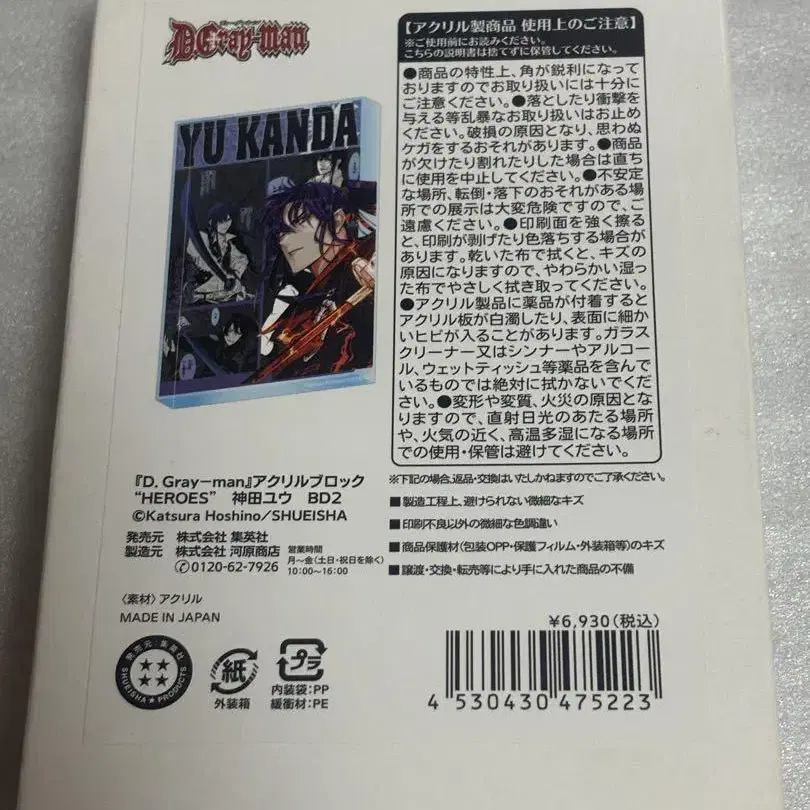 D.Gray-man
YU KANDA
【アクリル製商品 使用上のご注意】
※ご使用前にお読みください。
こちらの説明書は捨てずに保管してください。
●商品の特性上、角が鋭利になって
おりますのでお取り扱いには十分に
ご注意ください。●落としたり衝撃を
与える等乱暴なお取り扱いはお止め
ください。破損の原因となり、思わぬ
ケガをするおそれがあります。●商品
が欠けたり割れたりした場合は直ち
に使用を中止してください。●不安定
な場所、転倒・落下のおそれがある場
所での展示は大変危険ですので、ご
遠慮ください。●印刷面を強く擦る
と、印刷が剥げたり色落ちする場合が
あります。乾いた布で拭くと、キズの
原因になりますので、やわらかい湿っ
た布でやさしく拭き取ってください。
●アクリル製品に薬品が付着すると
アクリル板が白濁したり、表面に細か
いヒビが入ることがあります。ガラス
クリーナー又はシンナーやアルコー
ル、ウェットティッシュ等薬品を含んで
いるものでは絶対に拭かないでくだ
さい。●変形や変質、火災の原因とな
りますので、直射日光のあたる場所
や、火気の近く、高温多湿になる場所
での使用・保管は避けてください。
※下記の場合、返品・交換はいたしかねますのでご了承ください。
■製造工程上、避けられない微細なキズ
■印刷不良以外の微細な色調違い
■商品保護材(包装OPP・保護フィルム・外装箱等)のキズ
■譲渡・交換・転売等により手に入れた商品の不備
『D. Gray－man』アクリルブロック
“HEROES” 神田ユウ BD2
©Katsura Hoshino／SHUEISHA
発売元 株式会社 集英社
製造元 株式会社 河原商店
0120-62-7926
営業時間
月～金(土日・祝日を除く)
10:00～16:00
〈素材〉アクリル
MADE IN JAPAN
発売元:集英社
SHUEISHA PRODUCTS
紙
外装箱
プラ
内装袋:PP
緩衝材:PE
¥6,930(税込)
4 530430 475223